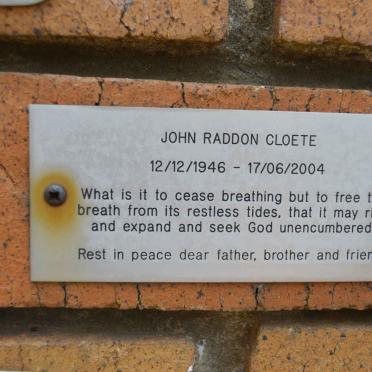 JOHN RADDON CLOETE
12/12/1946 - 17/06/2004
What is it to cease breathing but to free t
breath from its restless tides, that it may ri
and expand and seek God unencumbered
Rest in peace dear father, brother and frien